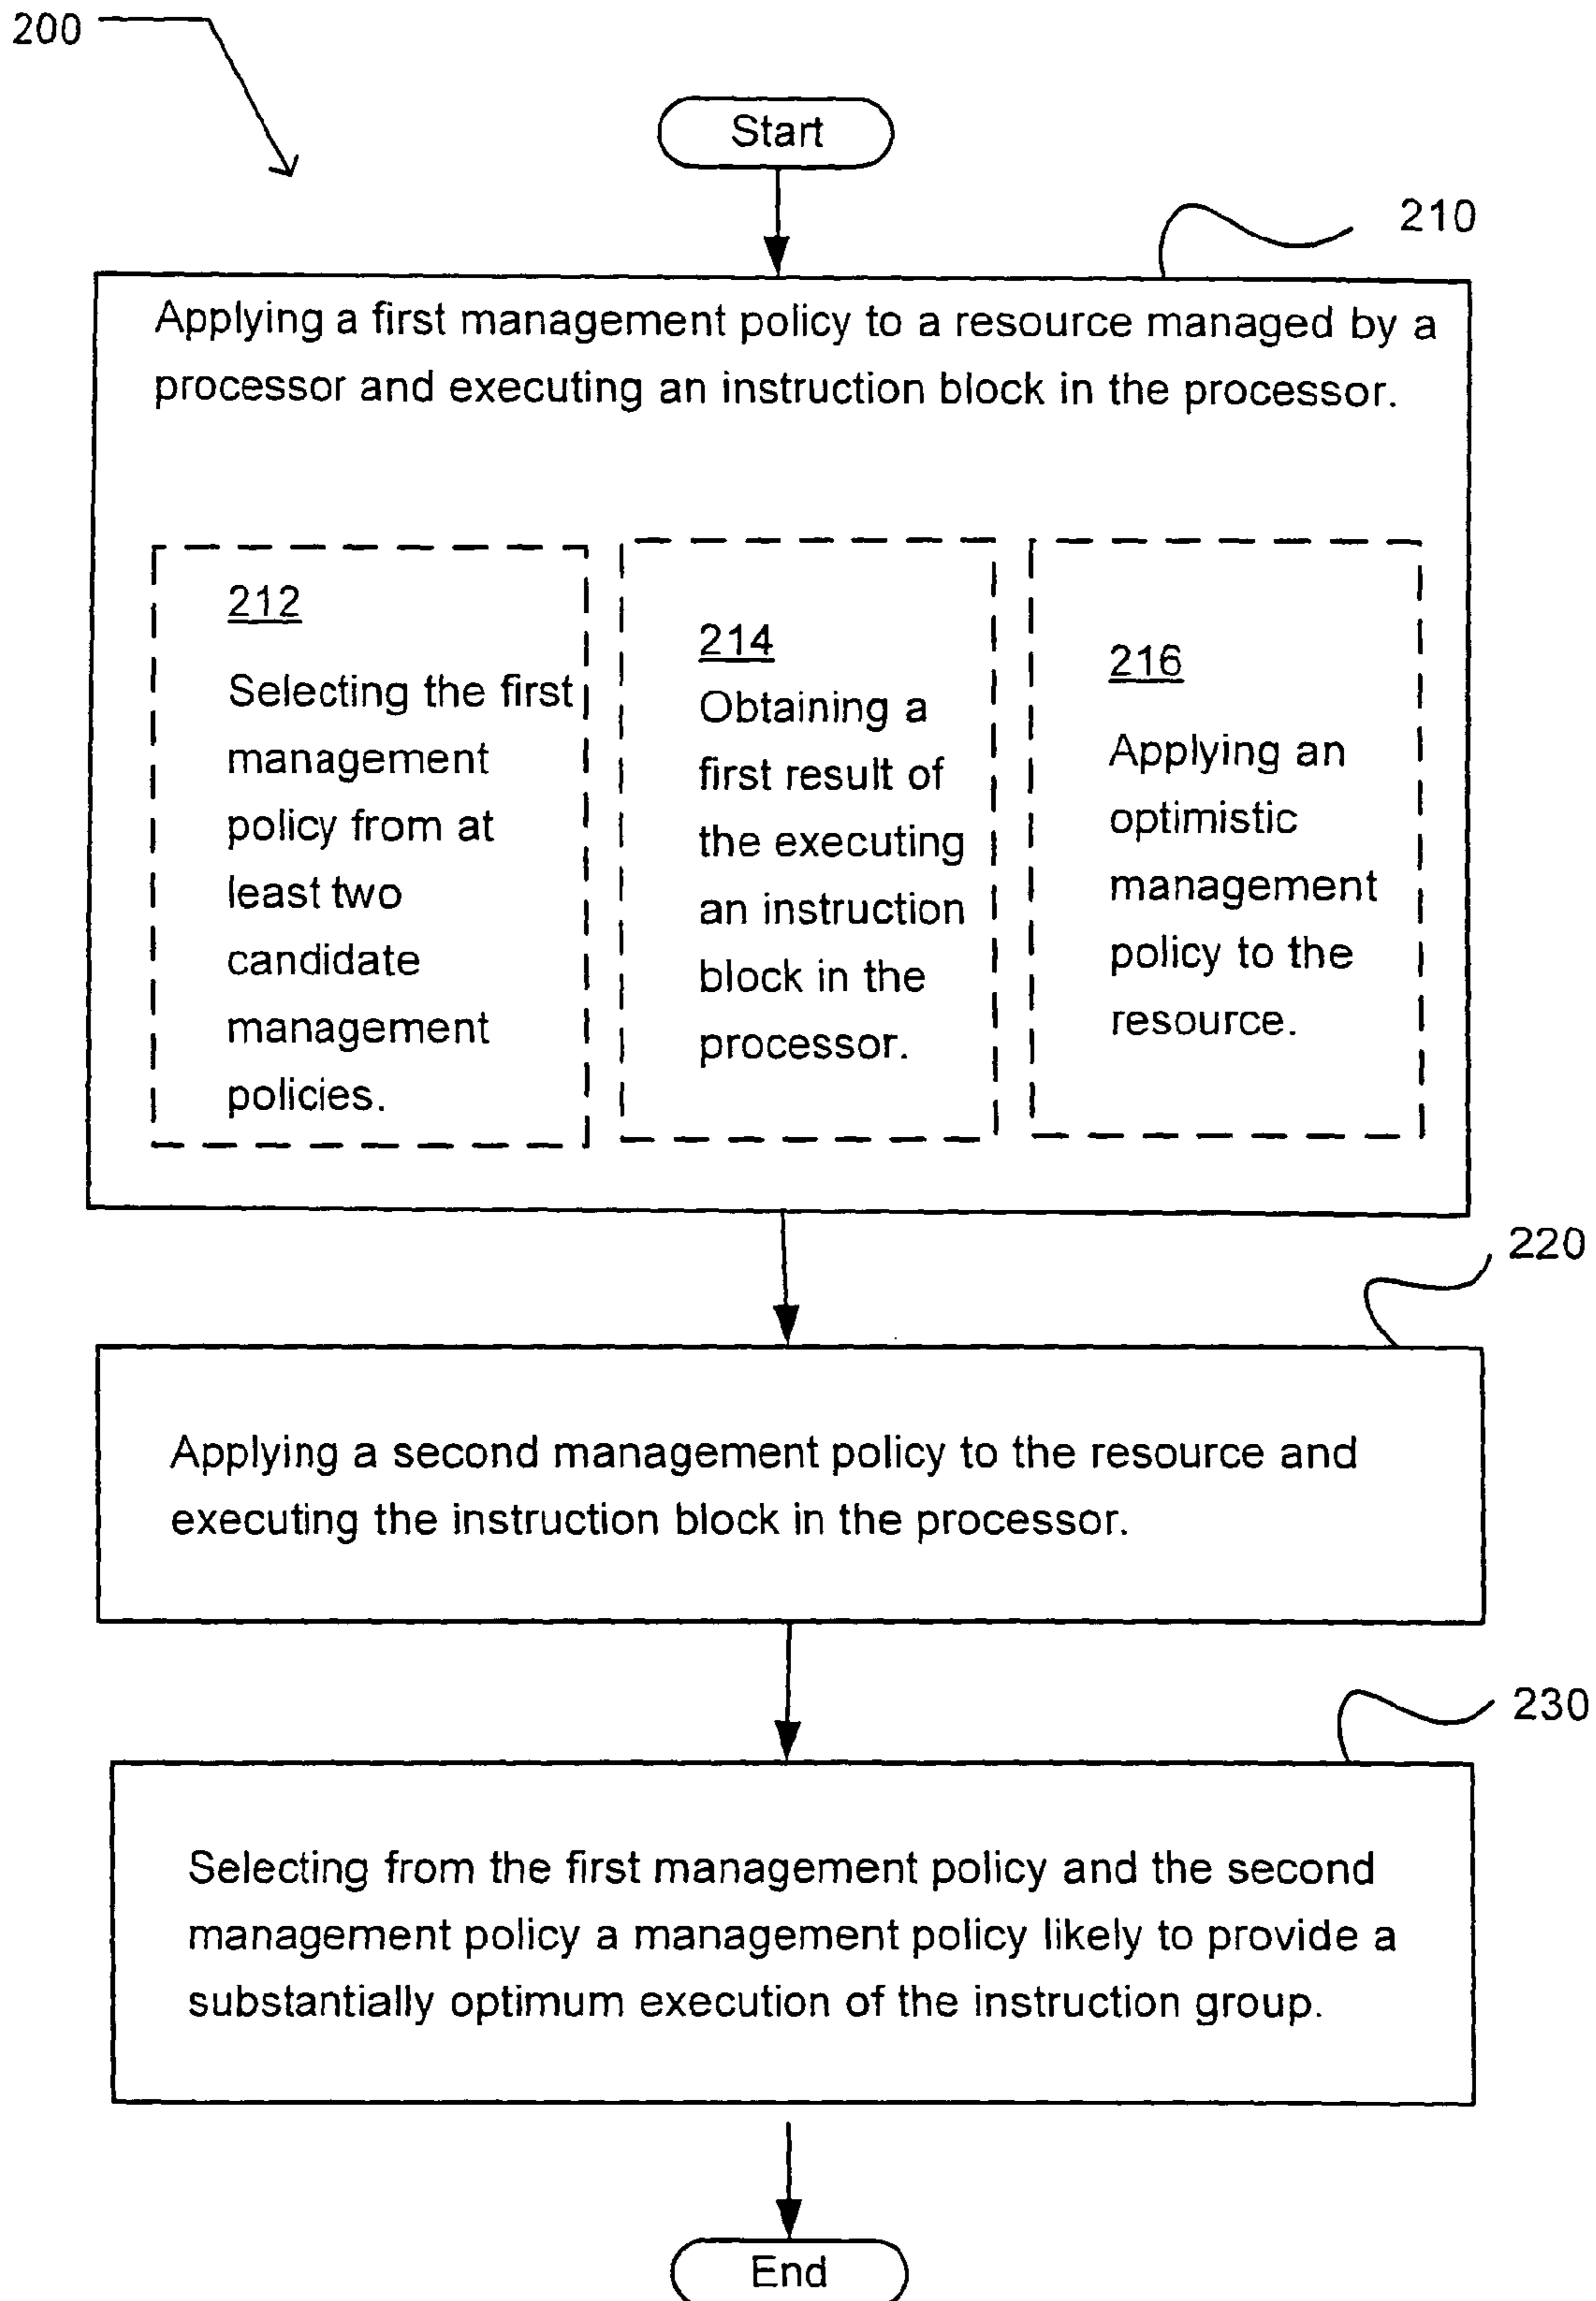 200
Start
210
Applying a first management policy to a resource managed by a
processor and executing an instruction block in the processor.
212
Selecting the first
management
policy from at
least two
candidate
management
policies.
214
Obtaining a
first result of
the executing
an instruction
block in the
processor.
216
Applying an
optimistic
management
policy to the
resource.
220
Applying a second management policy to the resource and
executing the instruction block in the processor.
230
Selecting from the first management policy and the second
management policy a management policy likely to provide a
substantially optimum execution of the instruction group.
End